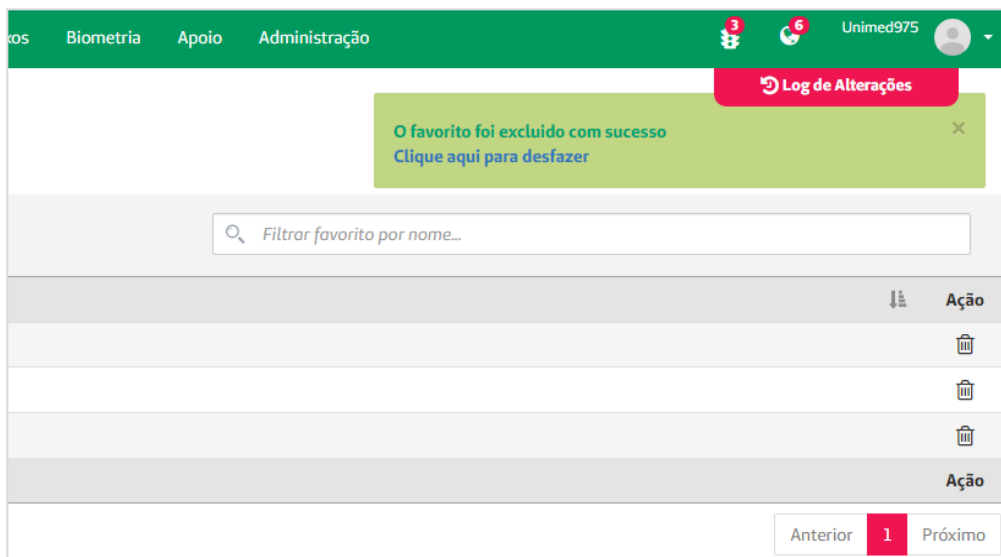 Biometria Apoio Administração 3 6 Unimed975
Log de Alterações
O favorito foi excluido com sucesso ×
Clique aqui para desfazer
Filtrar favorito por nome...
Ação
Ação
Anterior 1 Próximo